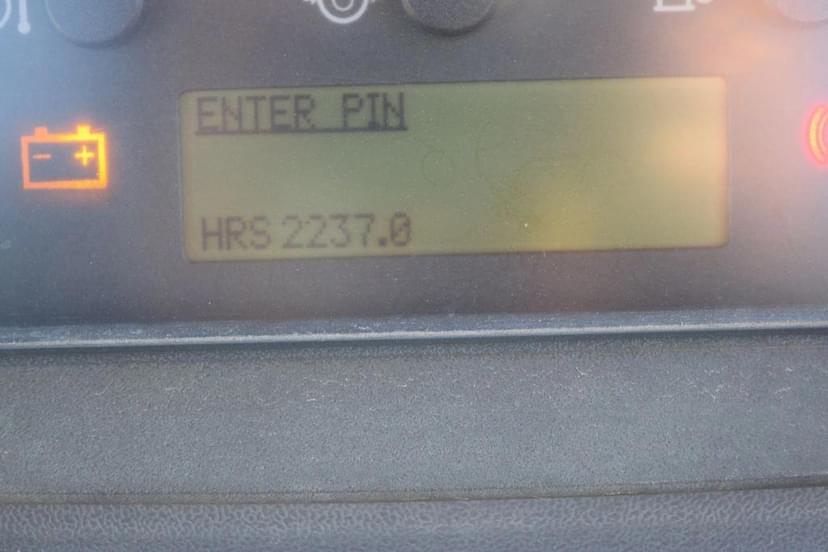 ENTER PIN
HRS 2237.0